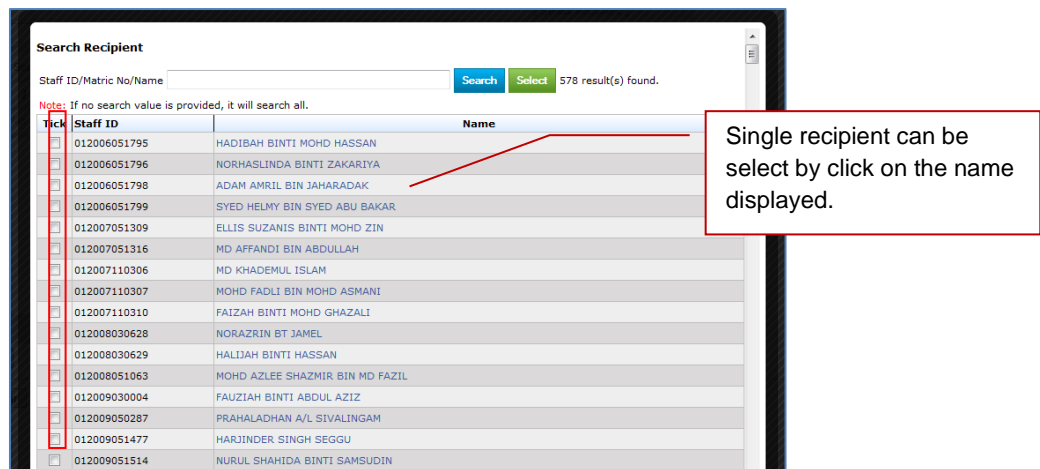 Search Recipient
Staff ID/Matric No/Name Search Select 578 result(s) found.
Note: If no search value is provided, it will search all.
Tick Staff ID Name
012006051795 HADIBAH BINTI MOHD HASSAN
012006051796 NORHASLINDA BINTI ZAKARIYA
012006051798 ADAM AMRIL BIN JAHARADAK
012006051799 SYED HELMY BIN SYED ABU BAKAR
012007051309 ELLIS SUZANIS BINTI MOHD ZIN
012007051316 MD AFFANDI BIN ABDULLAH
012007110306 MD KHADEMUL ISLAM
012007110307 MOHD FADLI BIN MOHD ASMANI
012007110310 FAIZAH BINTI MOHD GHAZALI
012008030628 NORAZRIN BT JAMEL
012008030629 HALIJAH BINTI HASSAN
012008051063 MOHD AZLEE SHAZMIR BIN MD FAZIL
012009030004 FAUZIAH BINTI ABDUL AZIZ
012009050287 PRAHALADHAN A/L SIVALINGAM
012009051477 HARJINDER SINGH SEGGU
012009051514 NURUL SHAHIDA BINTI SAMSUDIN
Single recipient can be
select by click on the name
displayed.